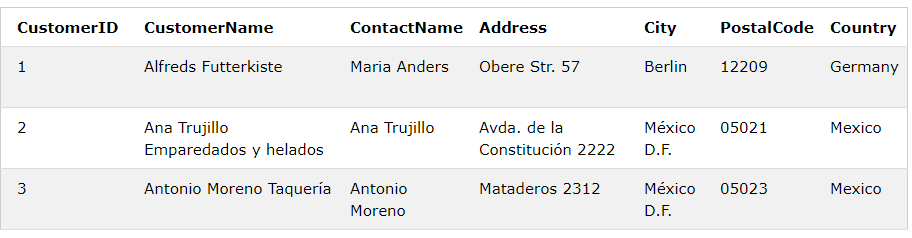 CustomerID CustomerName ContactName Address City PostalCode Country
1 Alfreds Futterkiste Maria Anders Obere Str. 57 Berlin 12209 Germany
2 Ana Trujillo Ana Trujillo Avda. de la México 05021 Mexico
Emparedados y helados Constitución 2222 D.F.
3 Antonio Moreno Taquería Antonio Mataderos 2312 México 05023 Mexico
Moreno D.F.